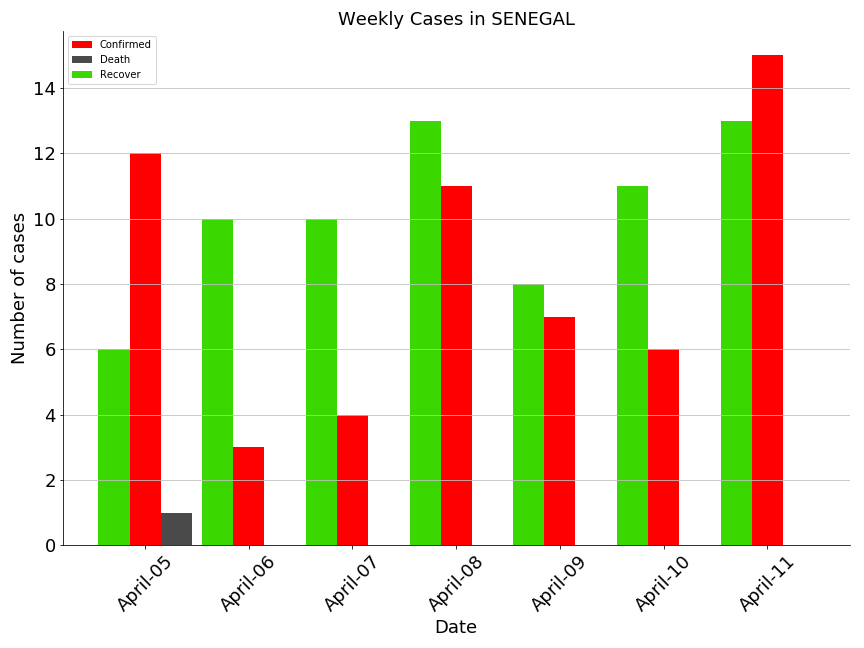 Weekly Cases in SENEGAL
Confirmed
Death
Recover
Number of cases
14
12
10
8
6
4
2
0
April-05
April-06
April-07
April-08
April-09
April-10
April-11
Date